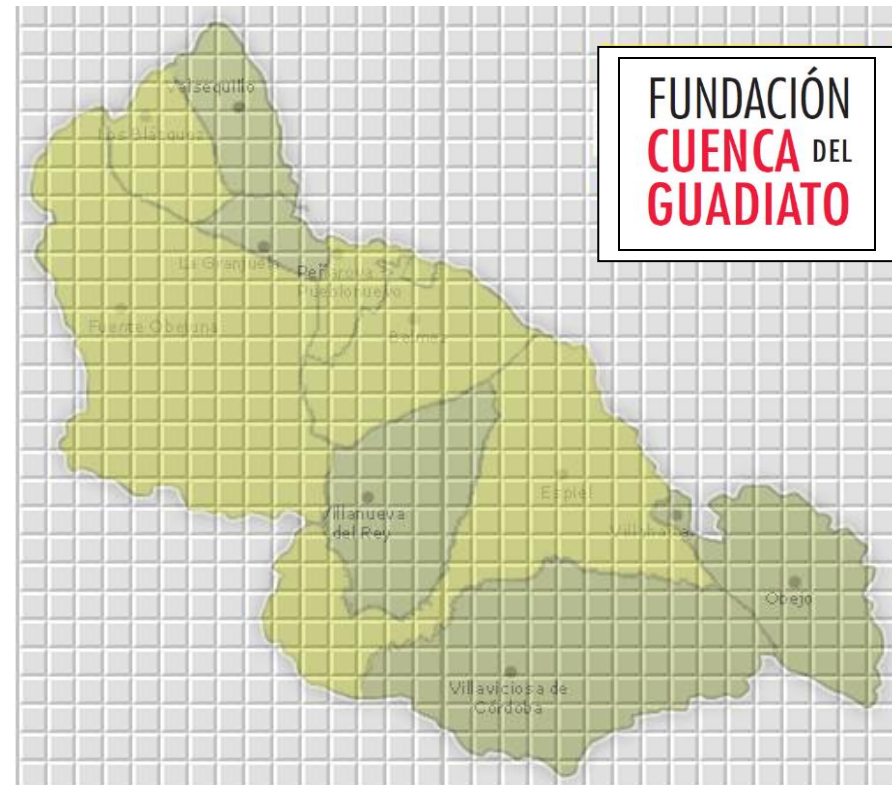 FUNDACIÓN
CUENCA DEL
GUADIATO
Valsequillo
Los Blázquez
La Granjuela
Peñarroya
Pueblonuevo
Fuente Obejuna
Belmez
Espiel
Villanueva
del Rey
Villaharta
Obejo
Villaviciosa de
Córdoba